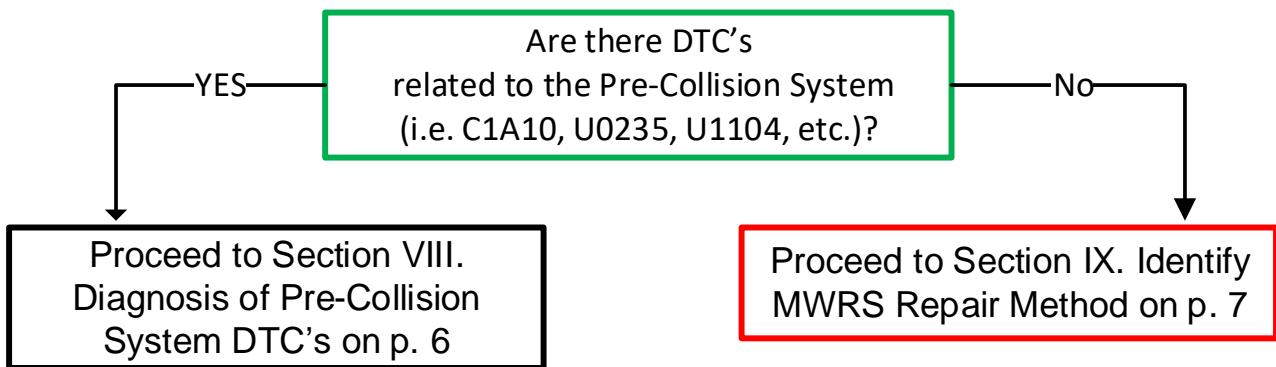 Are there DTC's
related to the Pre-Collision System
(i.e. C1A10, U0235, U1104, etc.)?
YES
No
Proceed to Section VIII.
Diagnosis of Pre-Collision
System DTC’s on p. 6
Proceed to Section IX. Identify
MWRS Repair Method on p. 7